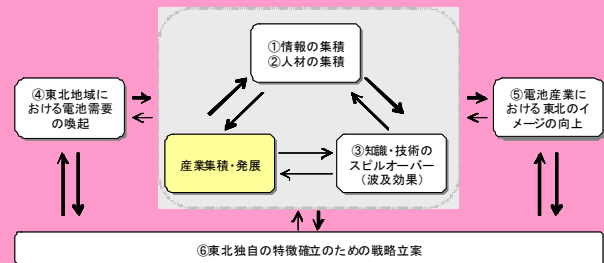 ①情報の集積
②人材の集積
④東北地域に
おける電池需要
の喚起
⑤電池産業に
おける東北のイ
メージの向上
産業集積・発展
③知識・技術の
スピルオーバー
（波及効果）
⑥東北独自の特徴確立のための戦略立案